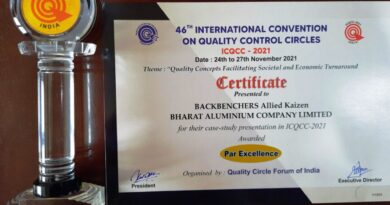 INDIA
46TH INTERNATIONAL CONVENTION
ON QUALITY CONTROL CIRCLES
ICQCC - 2021
Date : 24th to 27th November 2021
Theme : "Quality Concepts Facilitating Societal and Economic Turnaround
Certificate
Presented to
BACKBENCHERS Allied Kaizen
BHARAT ALUMINIUM COMPANY LIMITED
for their case-study presentation in ICQCC-2021
Awarded
Par Excellence
President
Organised by : Quality Circle Forum of India
Executive Director